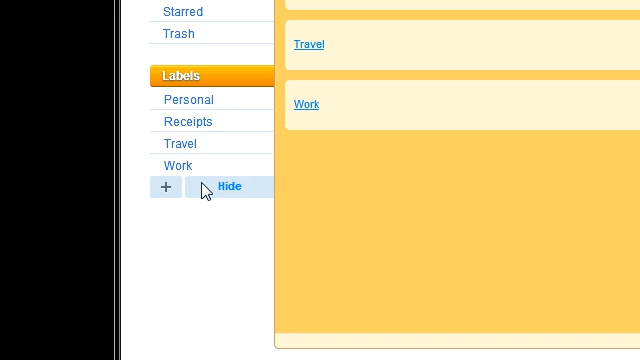 Starred
Trash
Labels
Personal
Receipts
Travel
Work
+ Hide
Travel
Work